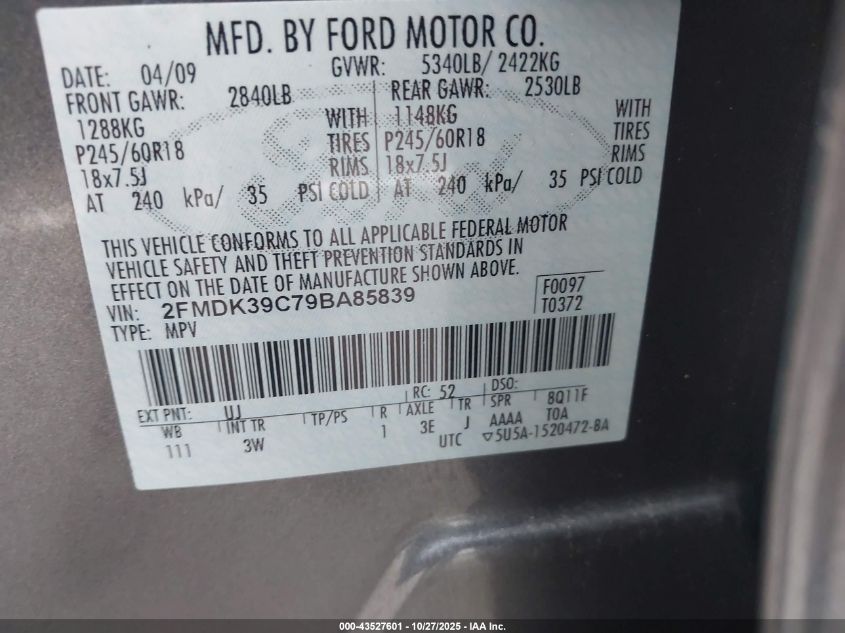 MFD. BY FORD MOTOR CO.
DATE: 04/09 GVWR: 5340LB/ 2422KG
FRONT GAWR: 2840LB REAR GAWR: 2530LB
1288KG WITH 1148KG WITH
P245/60R18 TIRES P245/60R18 TIRES
18x7.5J RIMS 18x7.5J RIMS
AT 240 kPa/ 35 PSI COLD AT 240 kPa/ 35 PSI COLD
THIS VEHICLE CONFORMS TO ALL APPLICABLE FEDERAL MOTOR
VEHICLE SAFETY AND THEFT PREVENTION STANDARDS IN
EFFECT ON THE DATE OF MANUFACTURE SHOWN ABOVE.
VIN: 2FMDK39C79BA85839 F0097
TYPE: MPV T0372
RC: 52 DSO:
EXT PNT: UJ
WB INT TR TP/PS R AXLE TR SPR 8Q11F
111 3W 1 3E J AAAA TOA
UTC ▽5U5A-1520472-BA
000-43527601 - 10/27/2025 - IAA Inc.